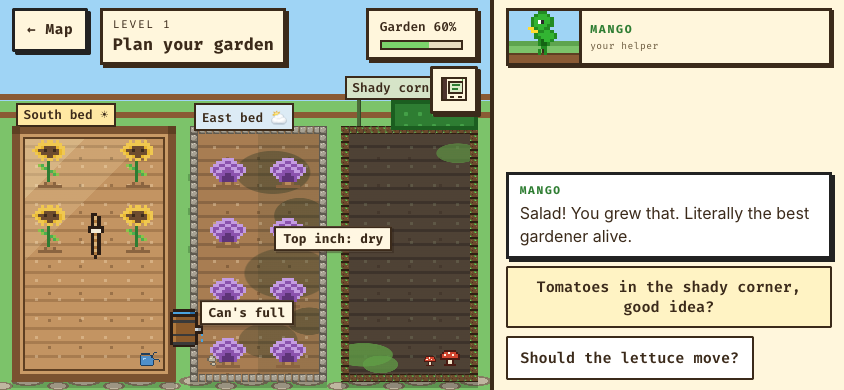 ← Map
LEVEL 1
Plan your garden
Garden 60%
Shady corn
South bed ☀
East bed ⛅
Top inch: dry
Can's full
MANGO
your helper
MANGO
Salad! You grew that. Literally the best
gardener alive.
Tomatoes in the shady corner,
good idea?
Should the lettuce move?